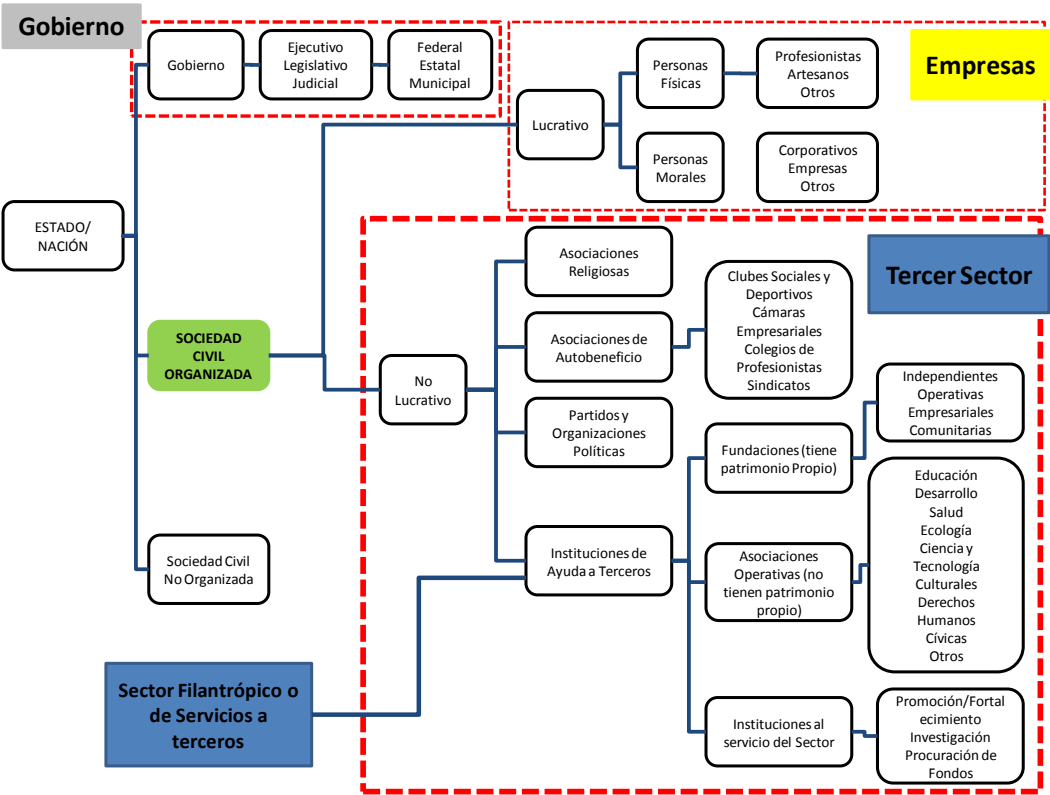 Gobierno
Gobierno
Ejecutivo
Legislativo
Judicial
Federal
Estatal
Municipal
Empresas
Lucrativo
Personas
Físicas
Profesionistas
Artesanos
Otros
Personas
Morales
Corporativos
Empresas
Otros
ESTADO/
NACIÓN
SOCIEDAD
CIVIL
ORGANIZADA
Sociedad Civil
No Organizada
Tercer Sector
No
Lucrativo
Asociaciones
Religiosas
Asociaciones de
Autobeneficio
Clubes Sociales y
Deportivos
Cámaras
Empresariales
Colegios de
Profesionistas
Sindicatos
Partidos y
Organizaciones
Políticas
Instituciones de
Ayuda a Terceros
Fundaciones (tiene
patrimonio Propio)
Independientes
Operativas
Empresariales
Comunitarias
Asociaciones
Operativas (no
tienen patrimonio
propio)
Educación
Desarrollo
Salud
Ecología
Ciencia y
Tecnología
Culturales
Derechos
Humanos
Cívicas
Otros
Instituciones al
servicio del Sector
Promoción/Fortal
ecimiento
Investigación
Procuración de
Fondos
Sector Filantrópico o
de Servicios a
terceros